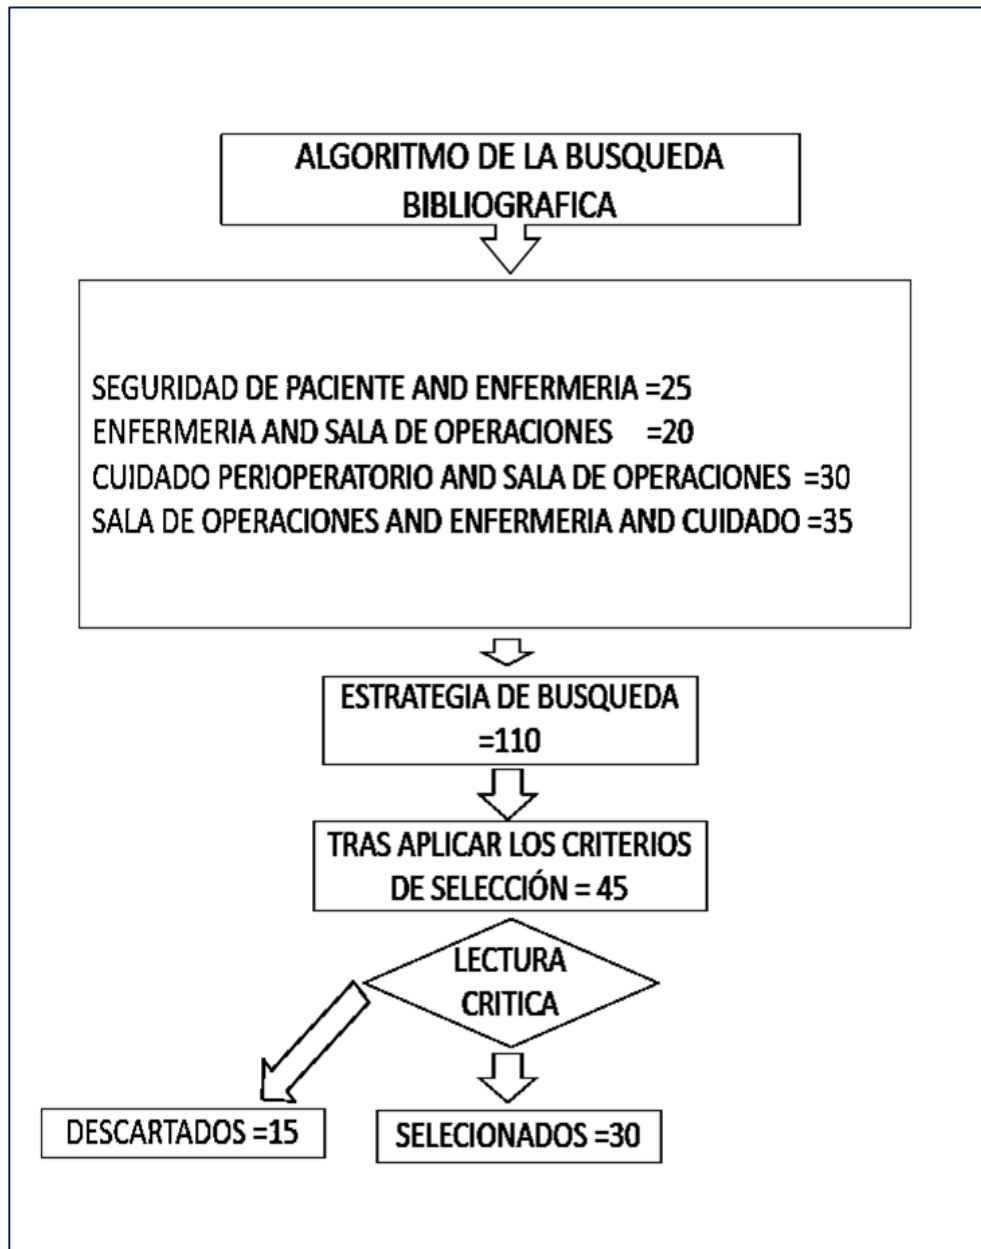 ALGORITMO DE LA BUSQUEDA
BIBLIOGRAFICA
SEGURIDAD DE PACIENTE AND ENFERMERIA =25
ENFERMERIA AND SALA DE OPERACIONES =20
CUIDADO PERIOPERATORIO AND SALA DE OPERACIONES =30
SALA DE OPERACIONES AND ENFERMERIA AND CUIDADO =35
ESTRATEGIA DE BUSQUEDA
=110
TRAS APLICAR LOS CRITERIOS
DE SELECCIÓN = 45
LECTURA
CRITICA
DESCARTADOS =15
SELECIONADOS =30